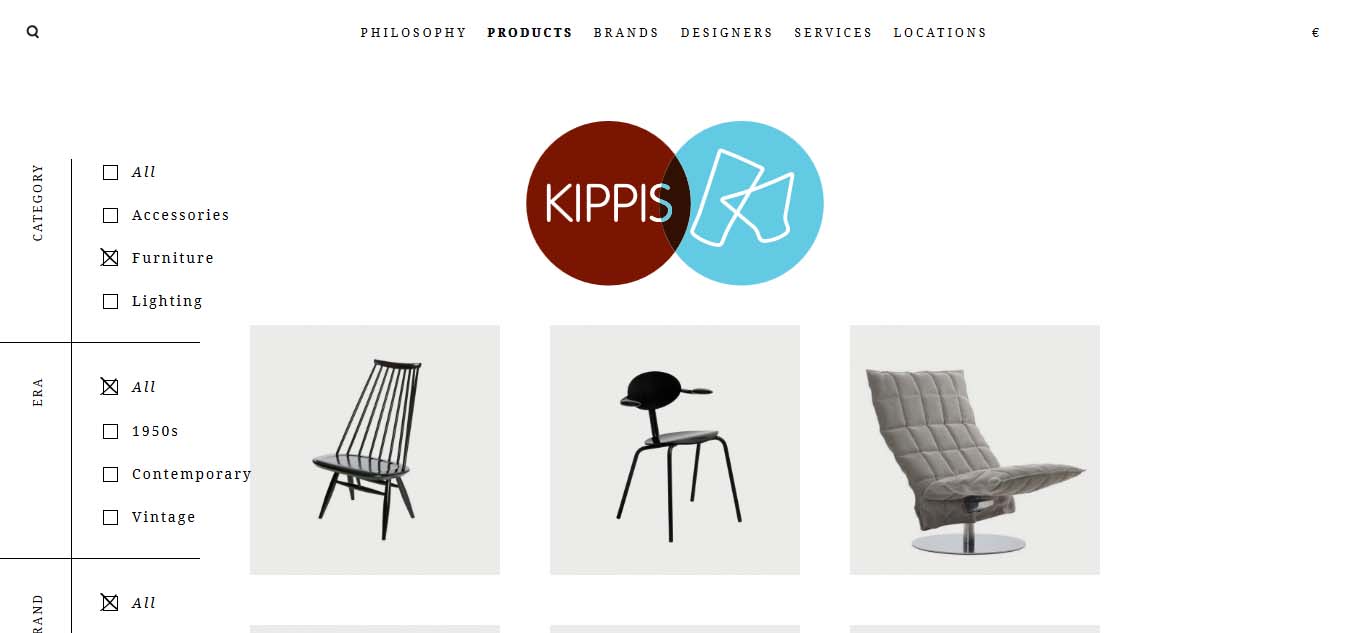 PHILOSOPHY PRODUCTS BRANDS DESIGNERS SERVICES LOCATIONS €
KIPPIS
CATEGORY
All
Accessories
Furniture
Lighting
ERA
All
1950s
Contemporary
Vintage
RAND
All